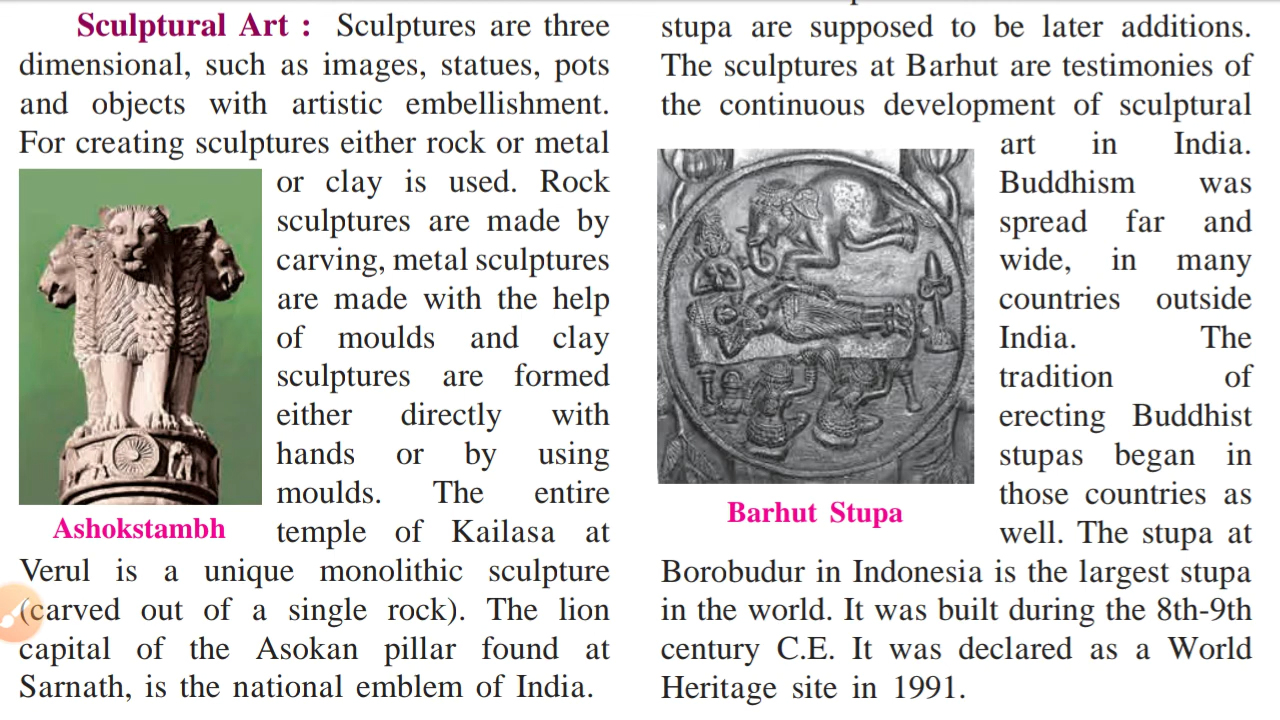 Sculptural Art : Sculptures are three
dimensional, such as images, statues, pots
and objects with artistic embellishment.
For creating sculptures either rock or metal
or clay is used. Rock
sculptures are made by
carving, metal sculptures
are made with the help
of moulds and clay
sculptures are formed
either directly with
hands or by using
moulds. The entire
temple of Kailasa at
Verul is a unique monolithic sculpture
(carved out of a single rock). The lion
capital of the Asokan pillar found at
Sarnath, is the national emblem of India.
Ashokstambh
stupa are supposed to be later additions.
The sculptures at Barhut are testimonies of
the continuous development of sculptural
art in India.
Buddhism was
spread far and
wide, in many
countries outside
India. The
tradition of
erecting Buddhist
stupas began in
those countries as
well. The stupa at
Borobudur in Indonesia is the largest stupa
in the world. It was built during the 8th-9th
century C.E. It was declared as a World
Heritage site in 1991.
Barhut Stupa